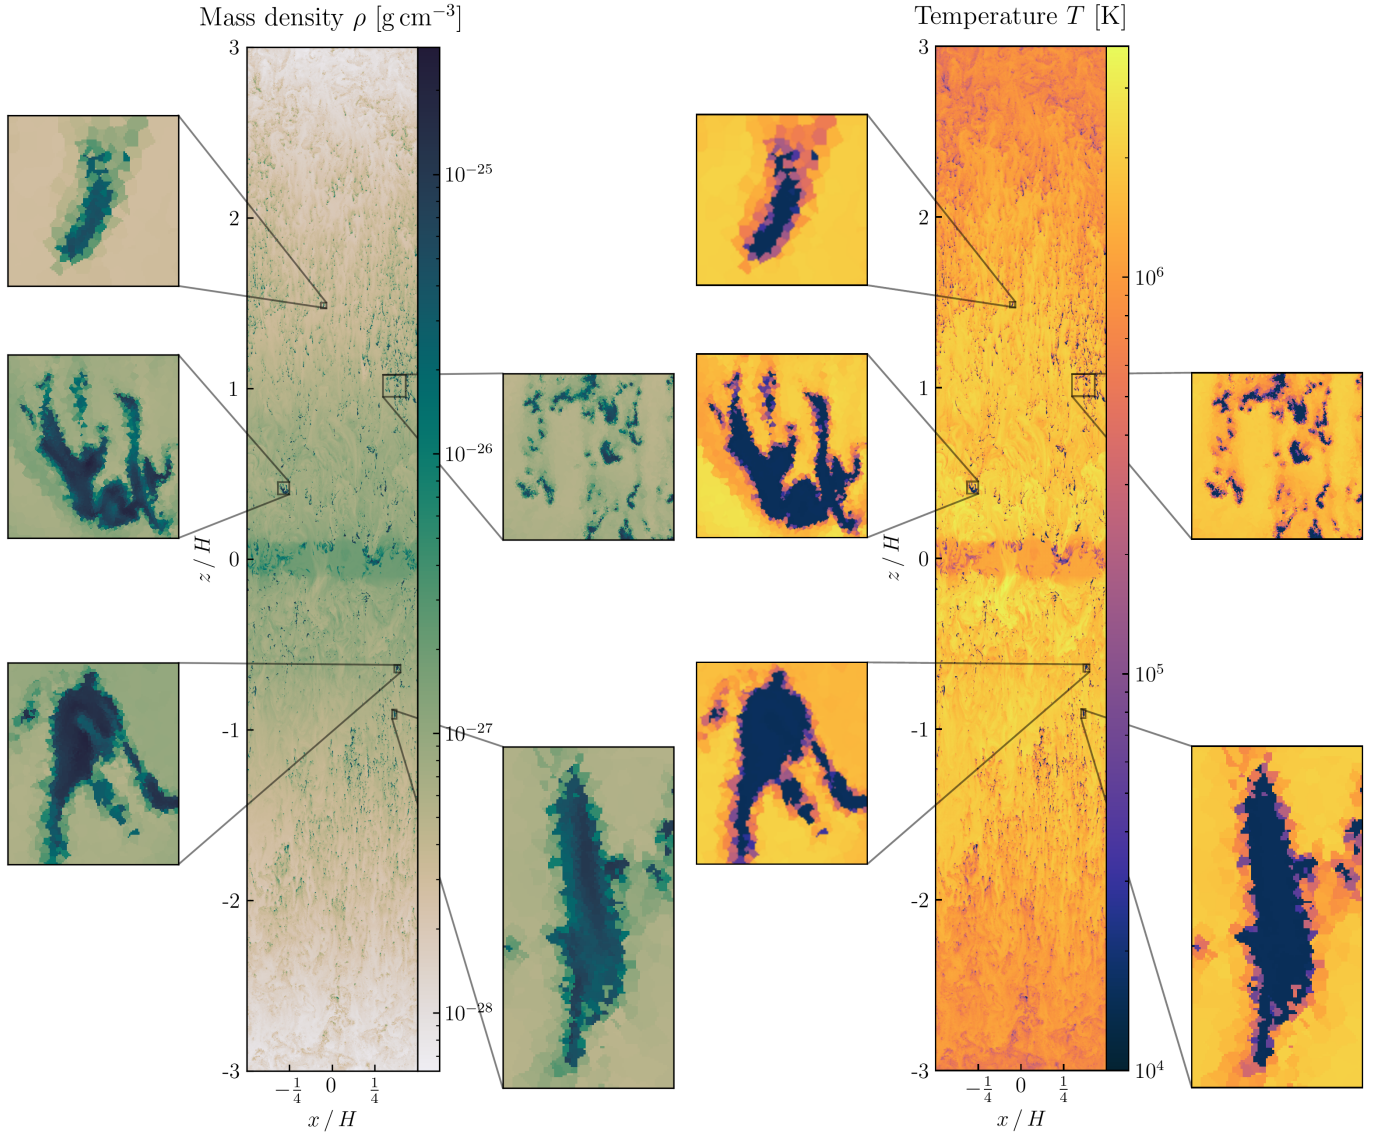 Mass density ρ [g cm⁻³]
3
2
1
0
-1
-2
-3
z / H
−1/4 0 1/4
x / H
10⁻²⁵
10⁻²⁶
10⁻²⁷
10⁻²⁸
Temperature T [K]
3
2
1
0
-1
-2
-3
z / H
−1/4 0 1/4
x / H
10⁶
10⁵
10⁴